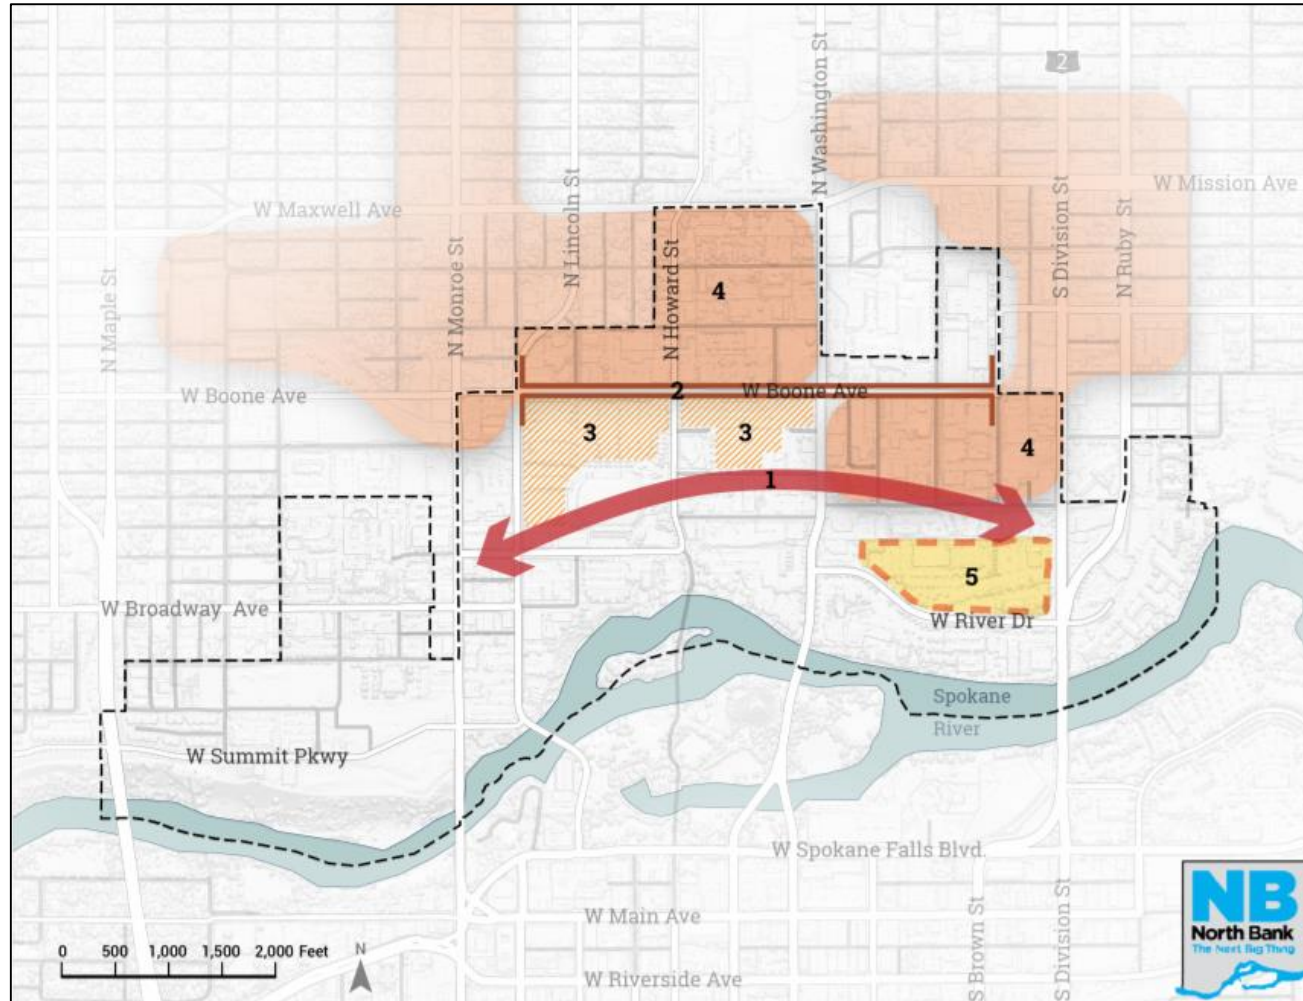 N Washington St
2
W Mission Ave
W Maxwell Ave
N Lincoln St
S Division St
N Ruby St
N Monroe St
N Howard St
N Maple St
4
W Boone Ave
2
W Boone Ave
3
3
4
1
5
W Broadway Ave
W River Dr
Spokane
River
W Summit Pkwy
W Spokane Falls Blvd.
NB
North Bank
The Next Big Thing
W Main Ave
S Brown St
S Division St
0 500 1,000 1,500 2,000 Feet
N
W Riverside Ave